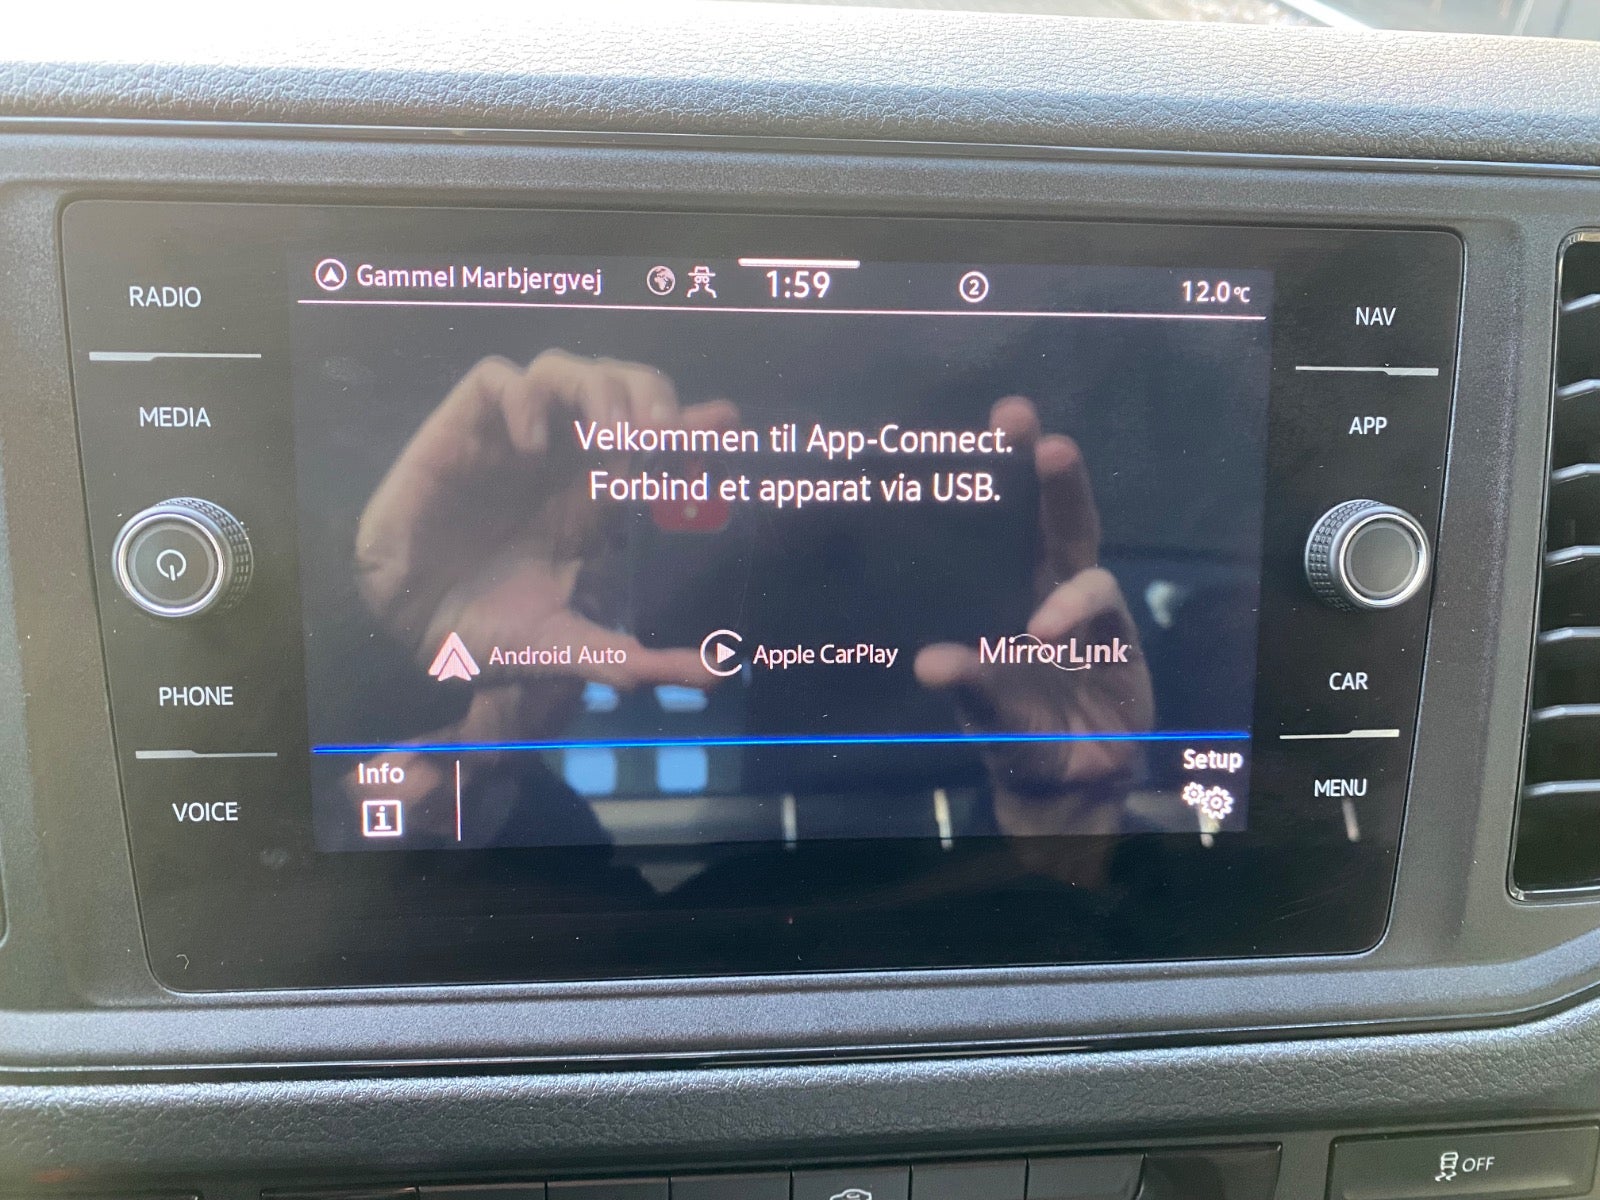 RADIO
MEDIA
PHONE
VOICE
Gammel Marbjergvej
1:59
2
12.0°C
Velkommen til App-Connect.
Forbind et apparat via USB.
Android Auto
Apple CarPlay
MirrorLink
Info
i
Setup
NAV
APP
CAR
MENU
OFF